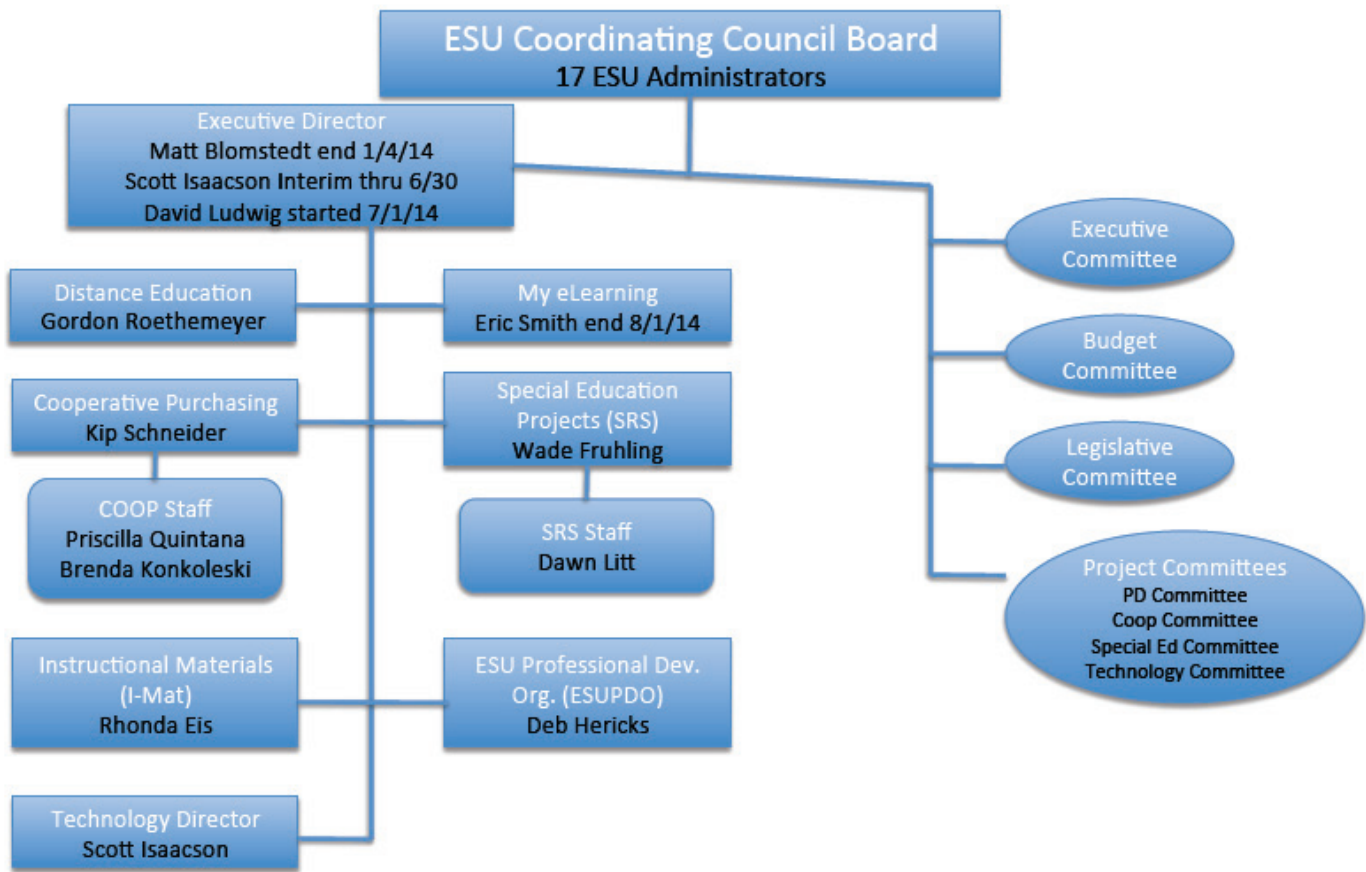 ESU Coordinating Council Board
17 ESU Administrators
Executive Director
Matt Blomstedt end 1/4/14
Scott Isaacson Interim thru 6/30
David Ludwig started 7/1/14
Distance Education
Gordon Roethemeyer
My eLearning
Eric Smith end 8/1/14
Cooperative Purchasing
Kip Schneider
Special Education
Projects (SRS)
Wade Fruhling
COOP Staff
Priscilla Quintana
Brenda Konkoleski
SRS Staff
Dawn Litt
Instructional Materials
(I-Mat)
Rhonda Eis
ESU Professional Dev.
Org. (ESUPDO)
Deb Hericks
Technology Director
Scott Isaacson
Executive
Committee
Budget
Committee
Legislative
Committee
Project Committees
PD Committee
Coop Committee
Special Ed Committee
Technology Committee